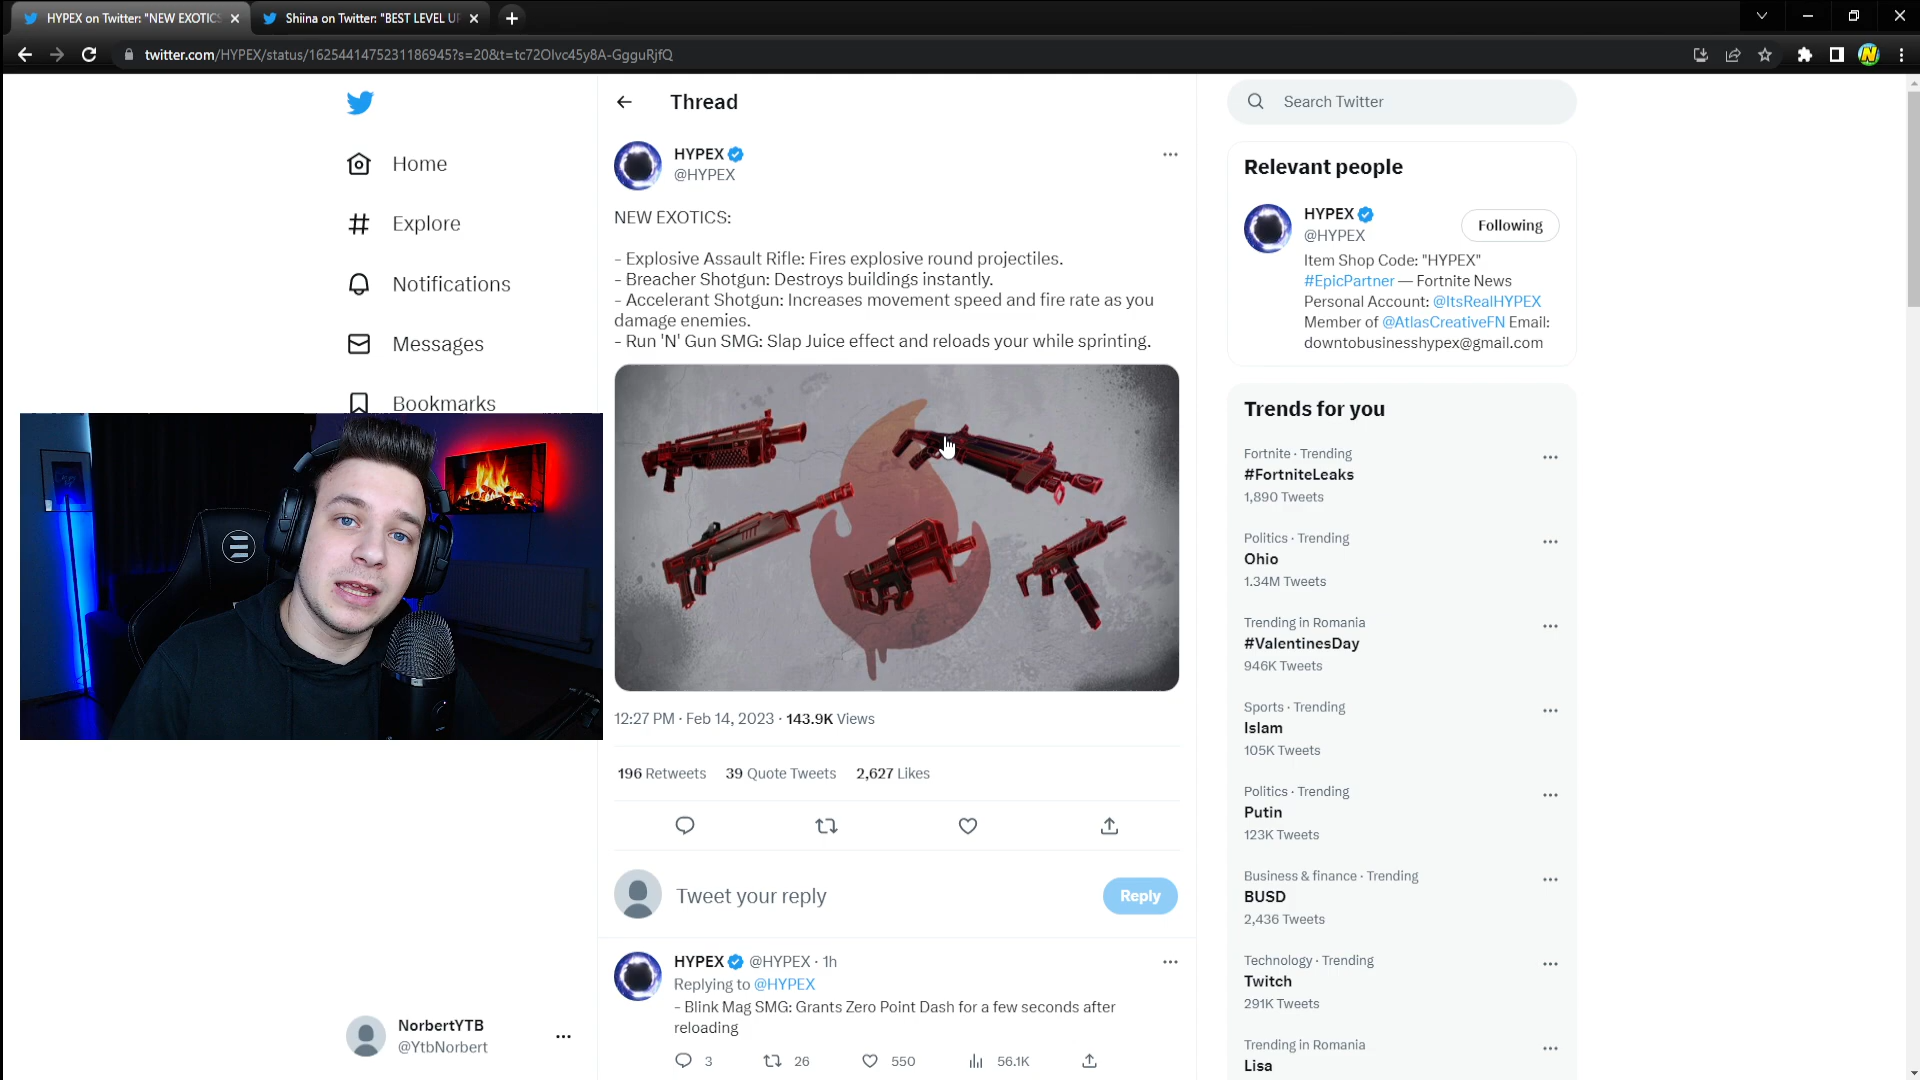 HYPEX on Twitter: "NEW EXOTICS
Shiina on Twitter: "BEST LEVEL UP
twitter.com/HYPEX/status/1625441475231186945?s=20&t=tc72Olvc45y8A-GgguRjfQ
Home
Explore
Notifications
Messages
Bookmarks
NorbertYTB
@YtbNorbert
Thread
HYPEX
@HYPEX
NEW EXOTICS:
- Explosive Assault Rifle: Fires explosive round projectiles.
- Breacher Shotgun: Destroys buildings instantly.
- Accelerant Shotgun: Increases movement speed and fire rate as you
damage enemies.
- Run 'N' Gun SMG: Slap Juice effect and reloads your while sprinting.
12:27 PM · Feb 14, 2023 · 143.9K Views
196 Retweets 39 Quote Tweets 2,627 Likes
Tweet your reply
Reply
HYPEX @HYPEX · 1h
Replying to @HYPEX
- Blink Mag SMG: Grants Zero Point Dash for a few seconds after
reloading
3 26 550 56.1K
Search Twitter
Relevant people
HYPEX
@HYPEX
Following
Item Shop Code: "HYPEX"
#EpicPartner — Fortnite News
Personal Account: @ItsRealHYPEX
Member of @AtlasCreativeFN Email:
downtobusinesshypex@gmail.com
Trends for you
Fortnite · Trending
#FortniteLeaks
1,890 Tweets
Politics · Trending
Ohio
1.34M Tweets
Trending in Romania
#ValentinesDay
946K Tweets
Sports · Trending
Islam
105K Tweets
Politics · Trending
Putin
123K Tweets
Business & finance · Trending
BUSD
2,436 Tweets
Technology · Trending
Twitch
291K Tweets
Trending in Romania
Lisa